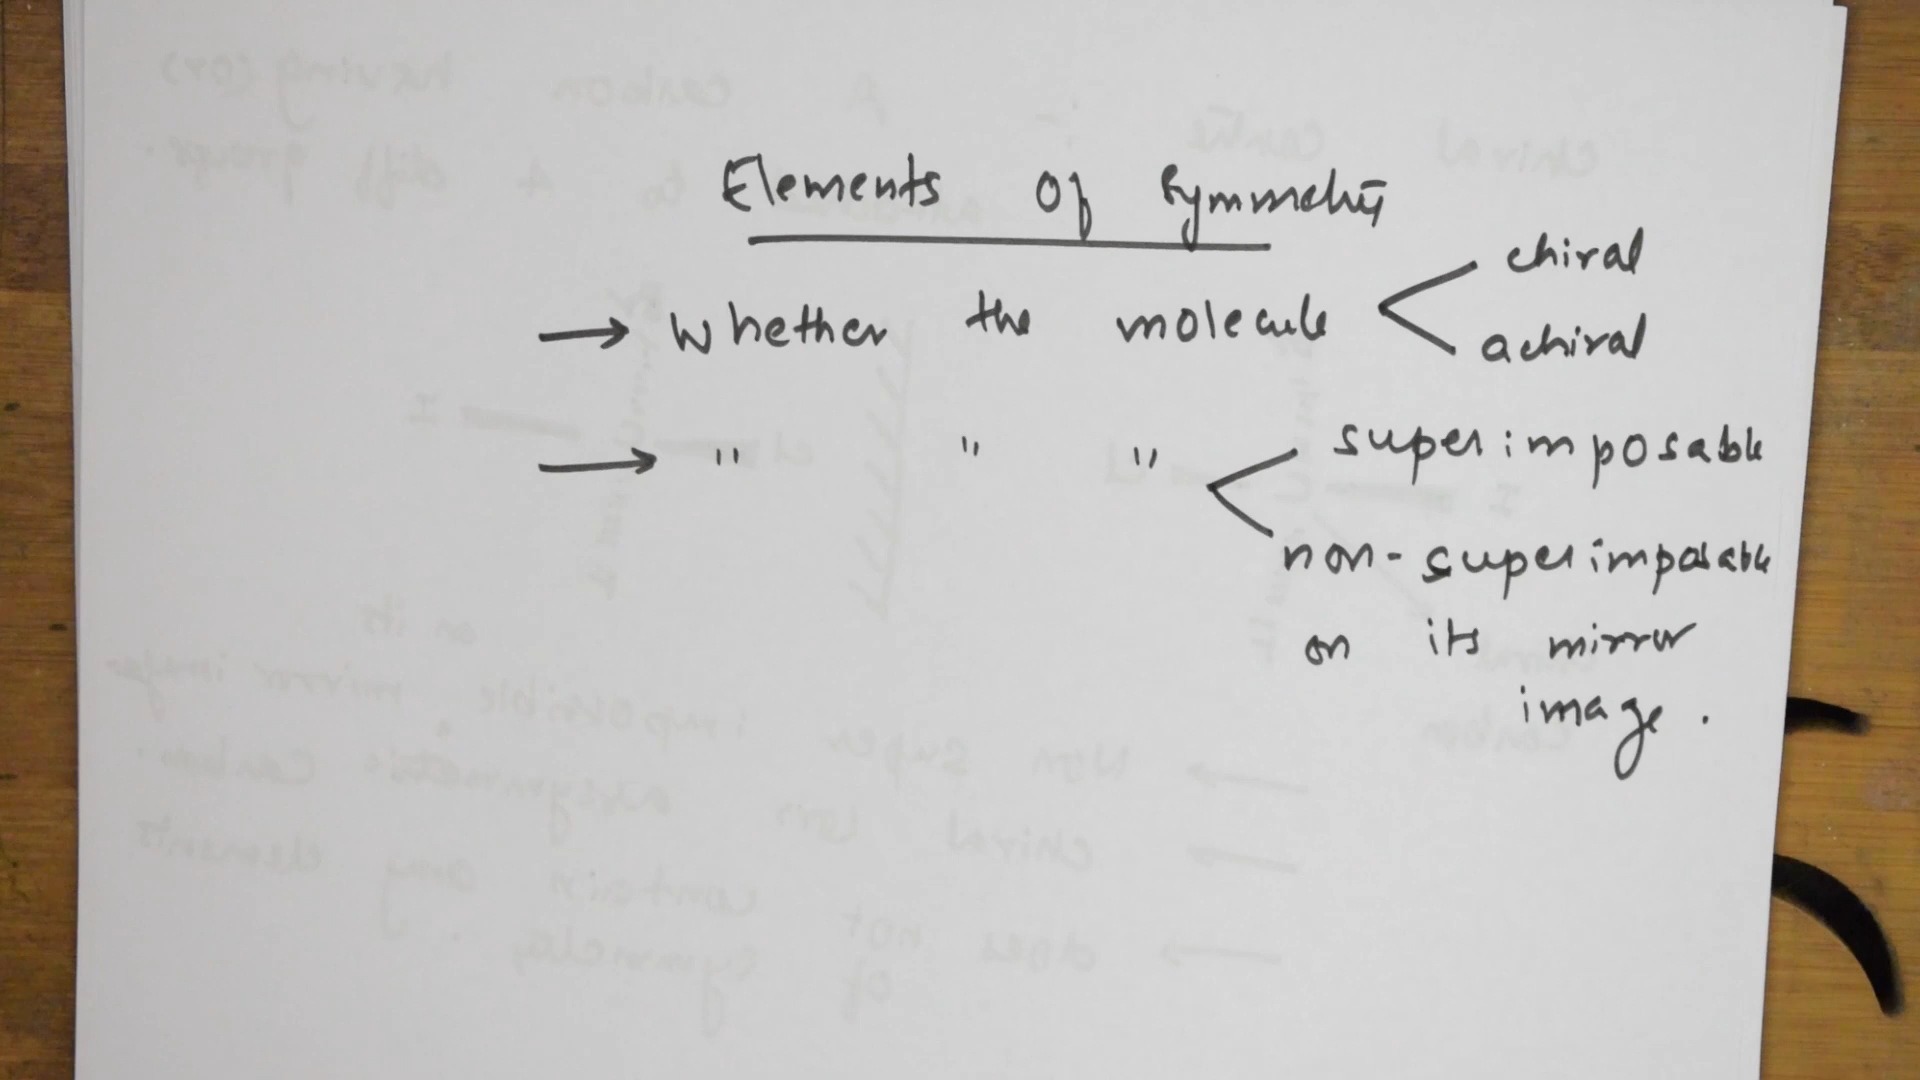 Elements of Symmetry
→ Whether the molecule < chiral
achiral
→ " " " < superimposable
non-superimposable
on its mirror
image.